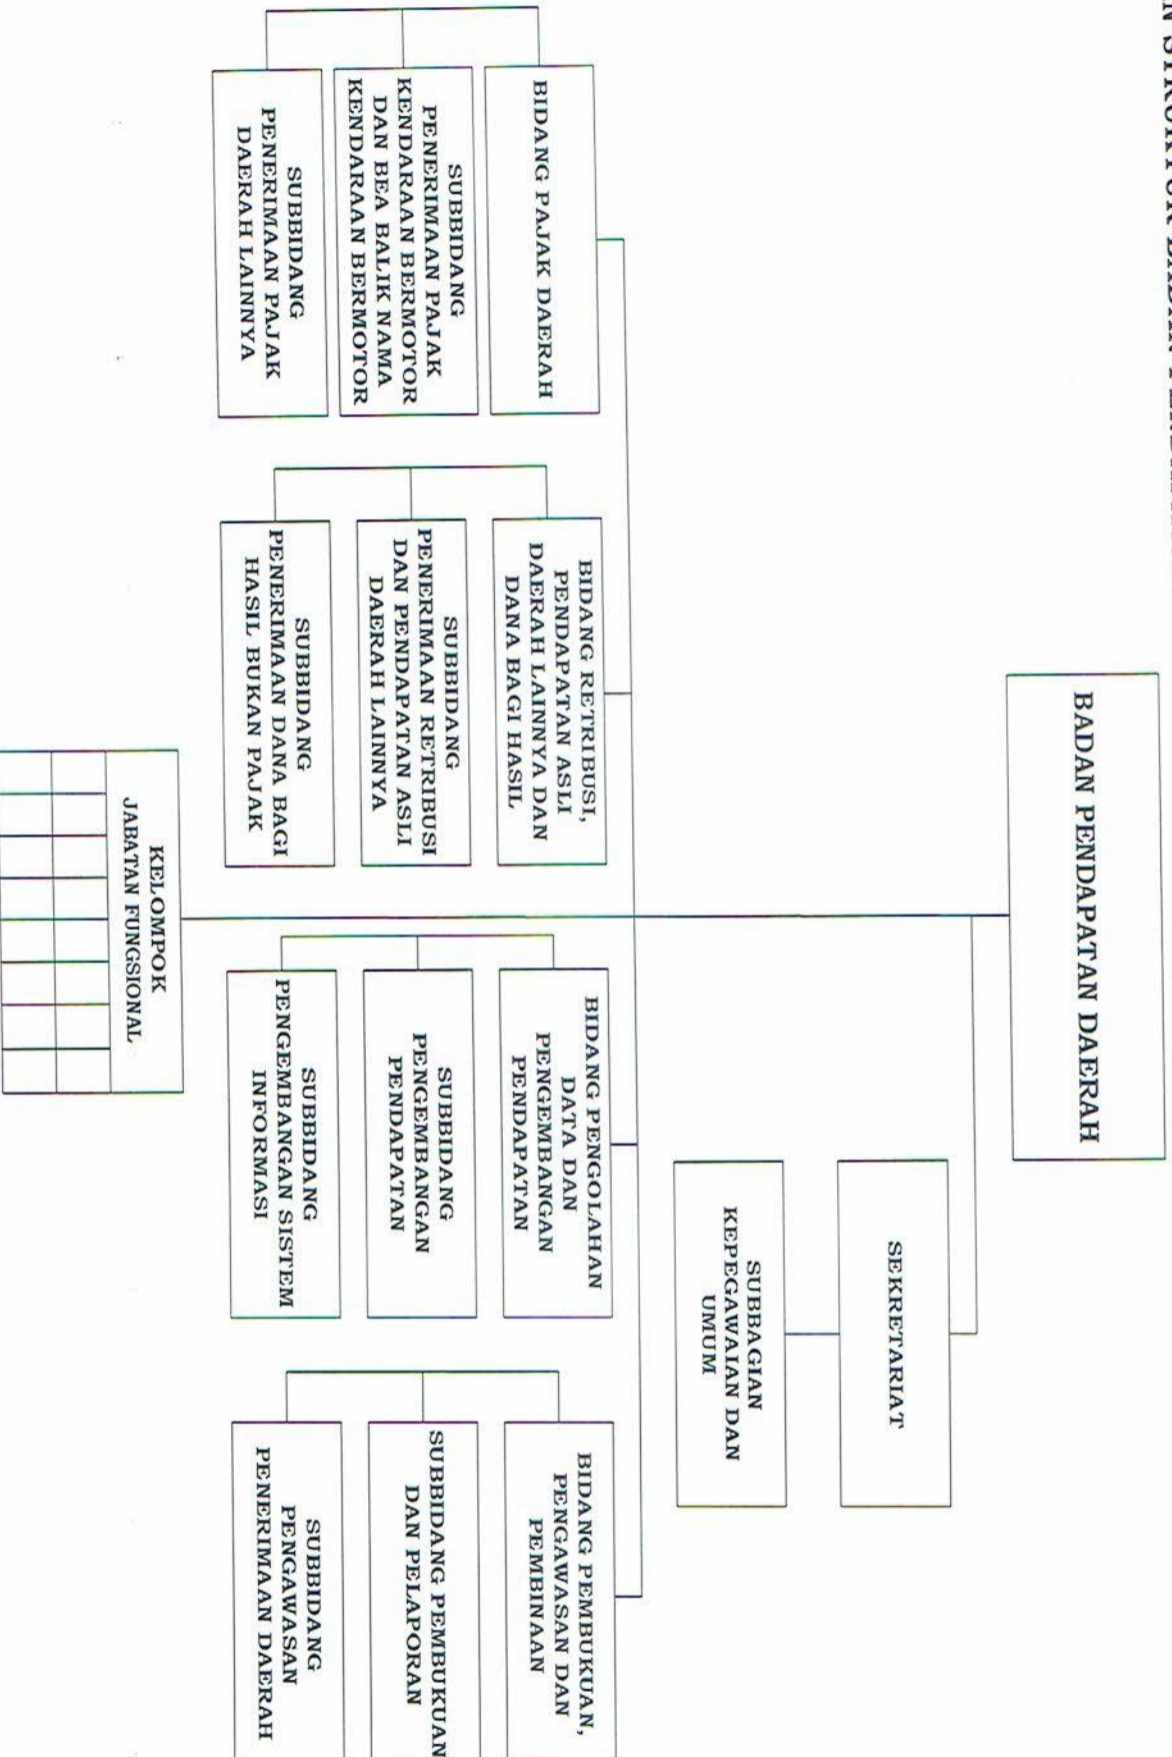 BADAN PENDAPATAN DAERAH
SEKRETARIAT
SUBBAGIAN
KEPEGAWAIAN DAN
UMUM
BIDANG PAJAK DAERAH
SUBBIDANG
PENERIMAAN PAJAK
KENDARAAN BERMOTOR
DAN BEA BALIK NAMA
KENDARAAN BERMOTOR
SUBBIDANG
PENERIMAAN PAJAK
DAERAH LAINNYA
BIDANG RETRIBUSI,
PENDAPATAN ASLI
DAERAH LAINNYA DAN
DANA BAGI HASIL
SUBBIDANG
PENERIMAAN RETRIBUSI
DAN PENDAPATAN ASLI
DAERAH LAINNYA
SUBBIDANG
PENERIMAAN DANA BAGI
HASIL BUKAN PAJAK
BIDANG PENGOLAHAN
DATA DAN
PENGEMBANGAN
PENDAPATAN
SUBBIDANG
PENGEMBANGAN
PENDAPATAN
SUBBIDANG
PENGEMBANGAN SISTEM
INFORMASI
BIDANG PEMBUKUAN,
PENGAWASAN DAN
PEMBINAAN
SUBBIDANG PEMBUKUAN
DAN PELAPORAN
SUBBIDANG
PENGAWASAN
PENERIMAAN DAERAH
KELOMPOK
JABATAN FUNGSIONAL